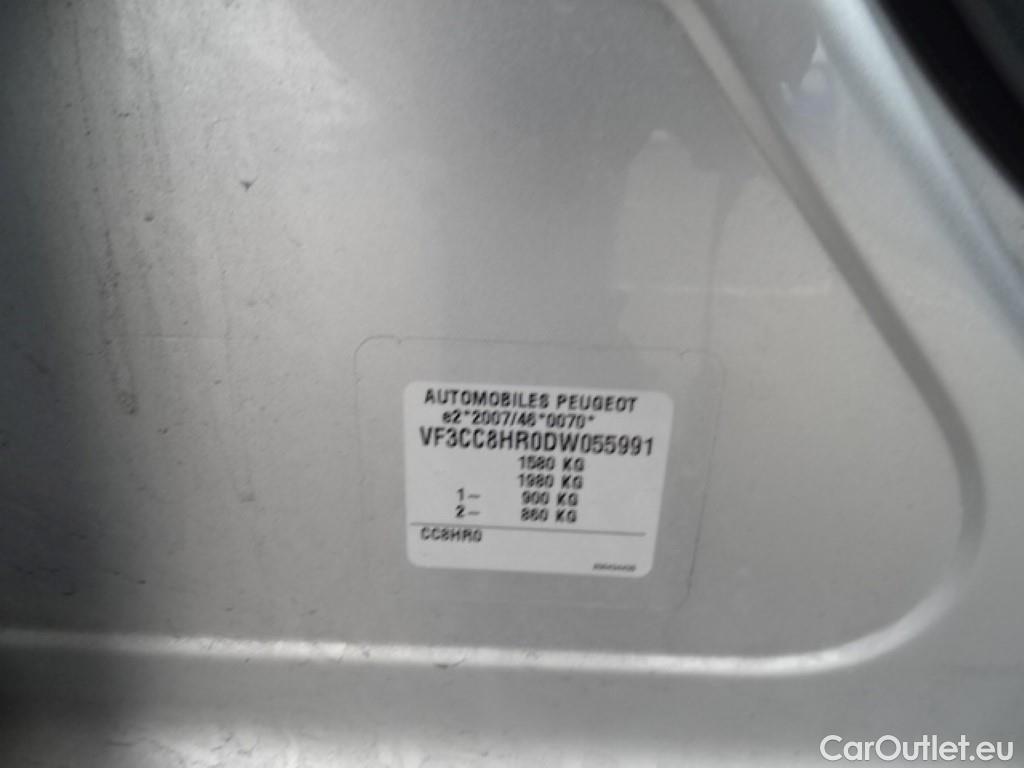 AUTOMOBILES PEUGEOT
e2*2007/46*0070*
VF3CC8HR0DW055991
1580 KG
1980 KG
1- 900 KG
2- 860 KG
CC8HR0
CarOutlet.eu